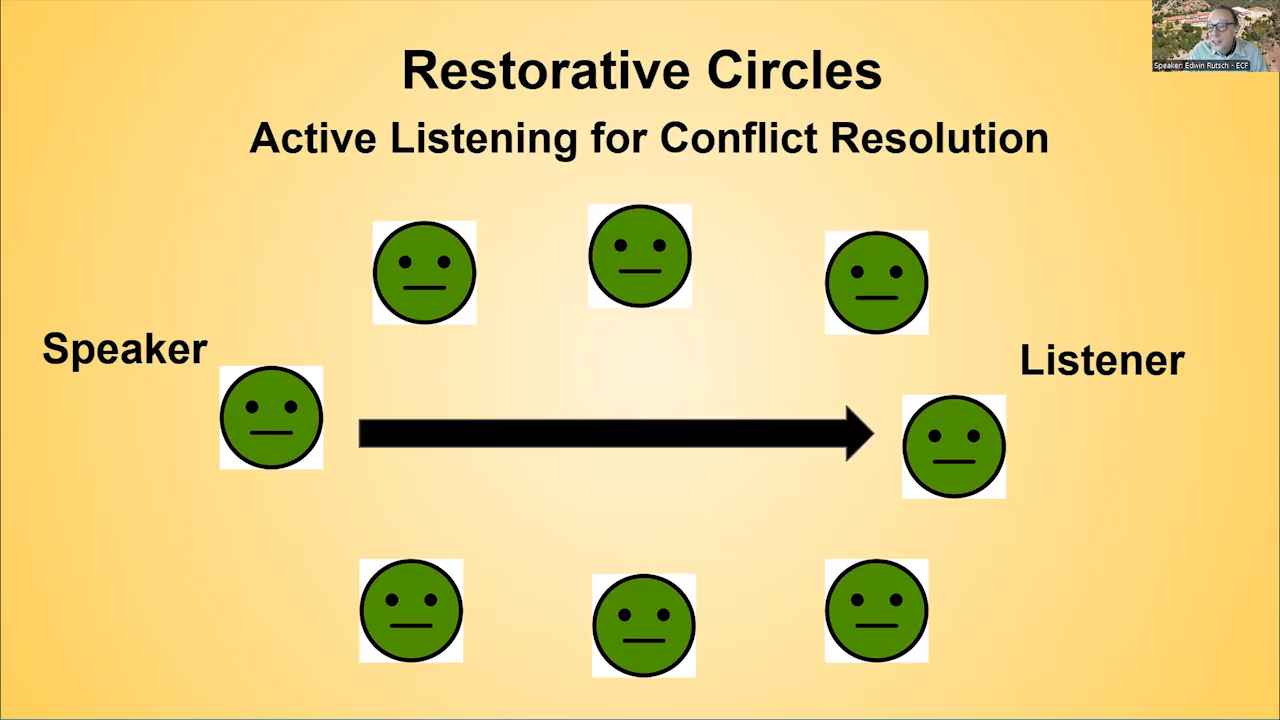 Restorative Circles
Active Listening for Conflict Resolution
Speaker
Listener
Speaker: Edwin Rutsch - ECF